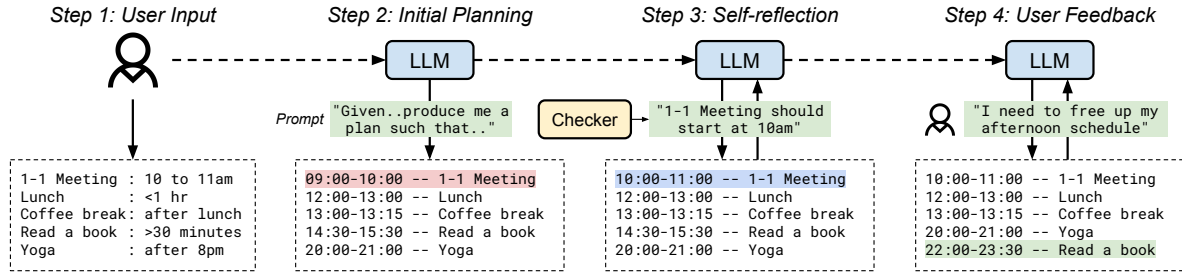 Step 1: User Input
Step 2: Initial Planning
Step 3: Self-reflection
Step 4: User Feedback
LLM
LLM
LLM
Prompt
"Given..produce me a
plan such that.."
Checker
"1-1 Meeting should
start at 10am"
"I need to free up my
afternoon schedule"
1-1 Meeting : 10 to 11am
Lunch : <1 hr
Coffee break: after lunch
Read a book : >30 minutes
Yoga : after 8pm
09:00-10:00 -- 1-1 Meeting
12:00-13:00 -- Lunch
13:00-13:15 -- Coffee break
14:30-15:30 -- Read a book
20:00-21:00 -- Yoga
10:00-11:00 -- 1-1 Meeting
12:00-13:00 -- Lunch
13:00-13:15 -- Coffee break
14:30-15:30 -- Read a book
20:00-21:00 -- Yoga
10:00-11:00 -- 1-1 Meeting
12:00-13:00 -- Lunch
13:00-13:15 -- Coffee break
20:00-21:00 -- Yoga
22:00-23:30 -- Read a book